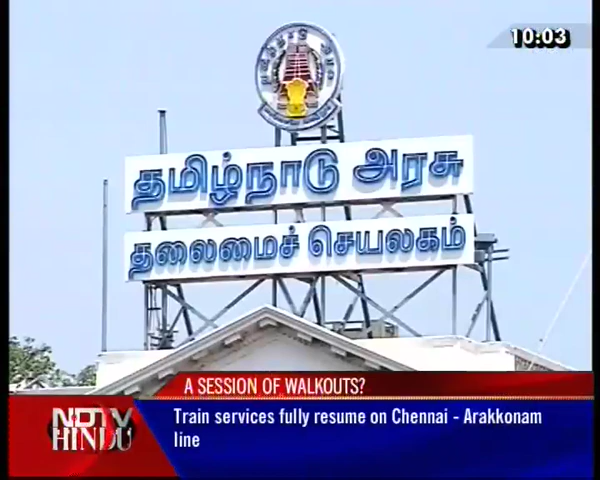 10:03
தமிழ்நாடு அரசு
தலைமைச் செயலகம்
A SESSION OF WALKOUTS?
NDTV
HINDU
Train services fully resume on Chennai - Arakkonam
line